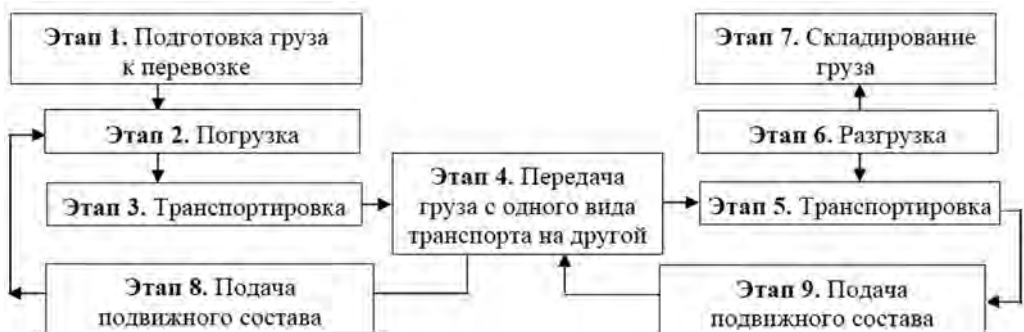 Этап 1. Подготовка груза
к перевозке
Этап 7. Складирование
груза
Этап 2. Погрузка
Этап 6. Разгрузка
Этап 3. Транспортировка
Этап 4. Передача
груза с одного вида
транспорта на другой
Этап 5. Транспортировка
Этап 8. Подача
подвижного состава
Этап 9. Подача
подвижного состава